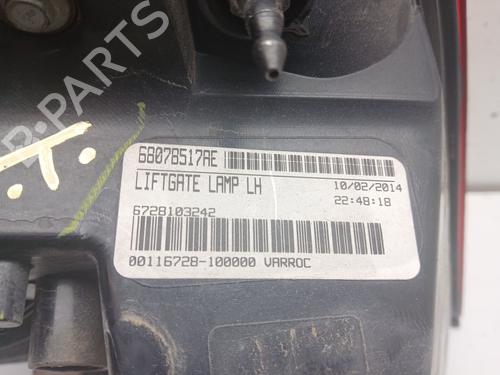 B-PARTS
68078517AE
LIFTGATE LAMP LH
10/02/2014
22:48:18
6728103242
00116728-100000 VARROC
.T.